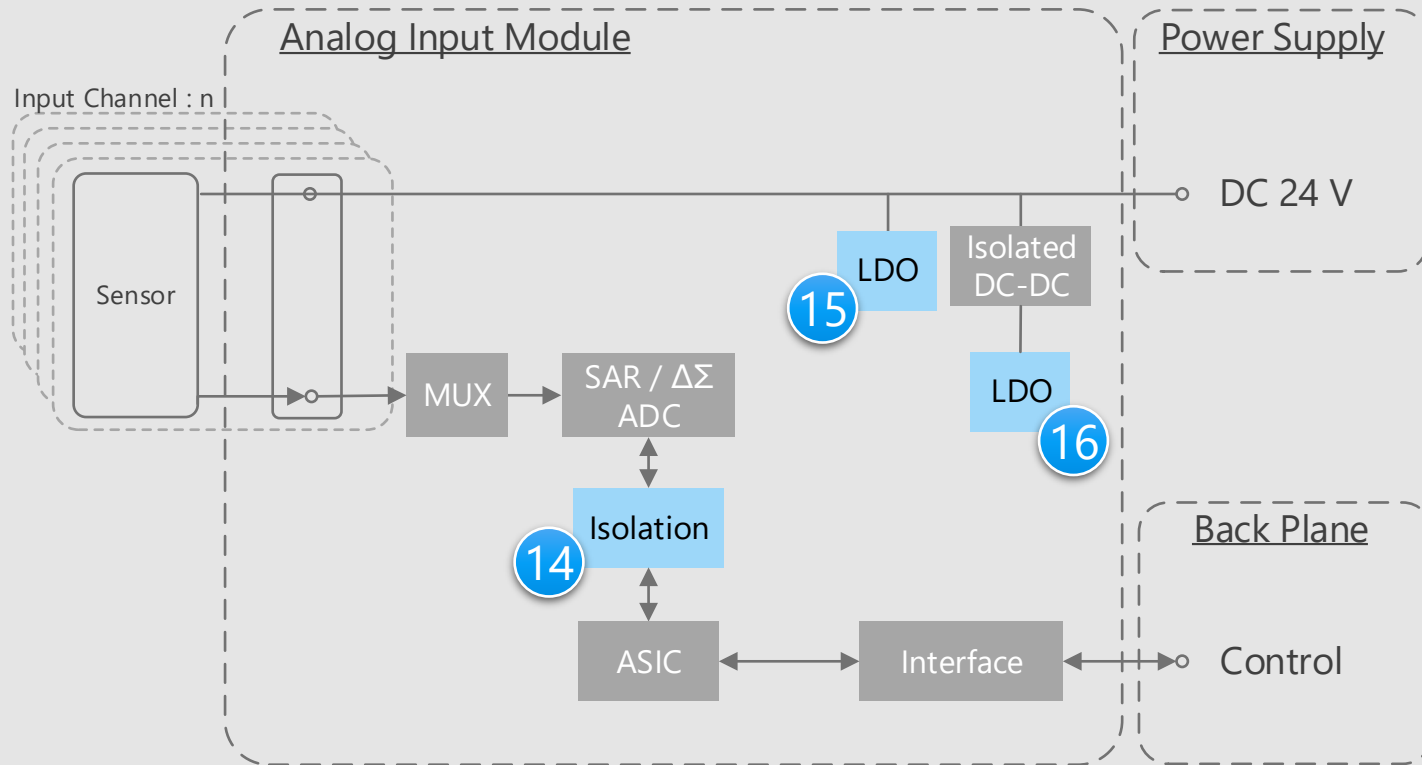 Analog Input Module
Power Supply
Input Channel : n
DC 24 V
Sensor
LDO
15
Isolated
DC-DC
LDO
16
MUX
SAR / ΔΣ
ADC
Isolation
14
Back Plane
ASIC
Interface
Control